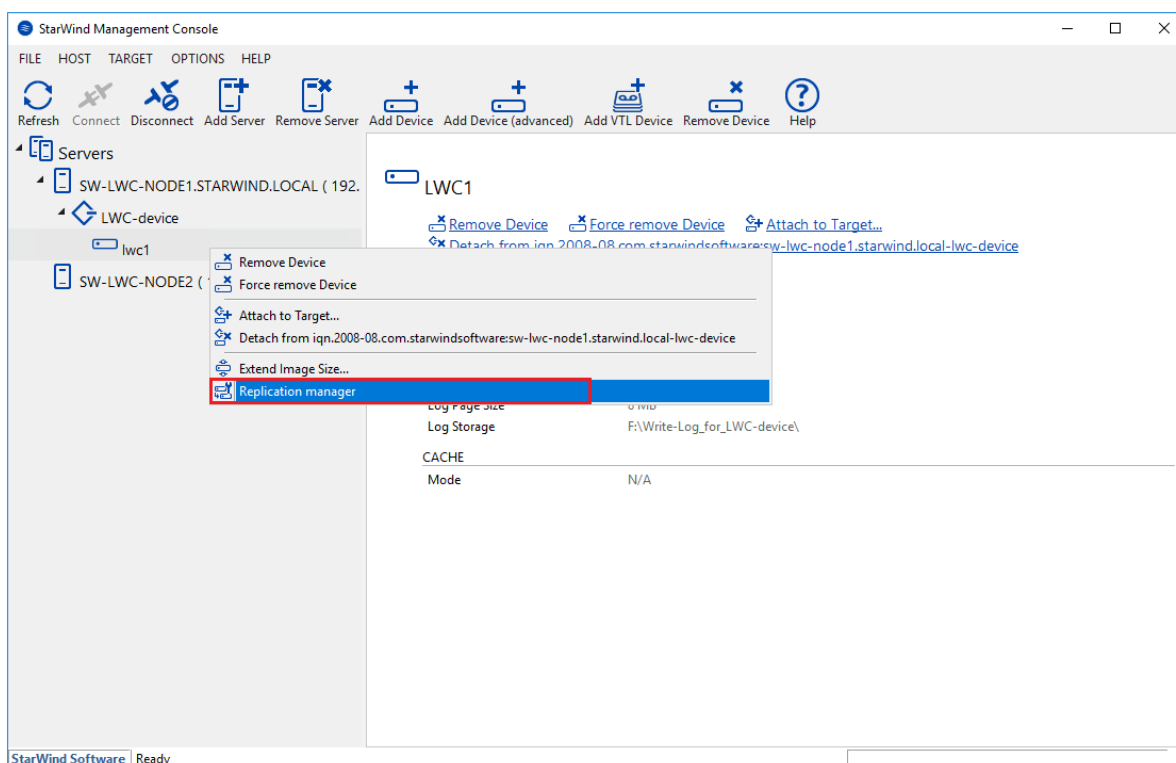 StarWind Management Console
FILE HOST TARGET OPTIONS HELP
Refresh Connect Disconnect Add Server Remove Server Add Device Add Device (advanced) Add VTL Device Remove Device Help
Servers
SW-LWC-NODE1.STARWIND.LOCAL ( 192.
LWC-device
lwc1
SW-LWC-NODE2 (
LWC1
Remove Device Force remove Device Attach to Target...
Detach from iqn.2008-08.com.starwindsoftware:sw-lwc-node1.starwind.local-lwc-device
Remove Device
Force remove Device
Attach to Target...
Detach from iqn.2008-08.com.starwindsoftware:sw-lwc-node1.starwind.local-lwc-device
Extend Image Size...
Replication manager
Log Page Size
Log Storage F:\Write-Log_for_LWC-device\
CACHE
Mode N/A
StarWind Software Ready